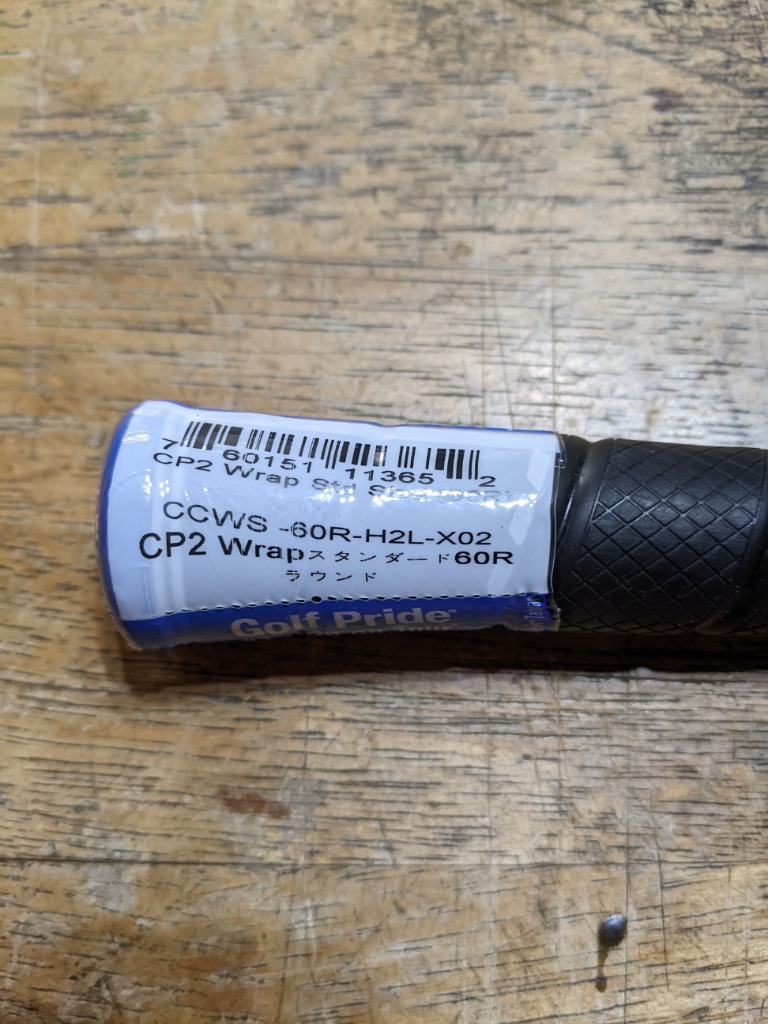 7 60151 11365 2
CP2 Wrap Std
CCWS -60R-H2L-X02
CP2 Wrapスタンダード60R
ラウンド
Golf Pride